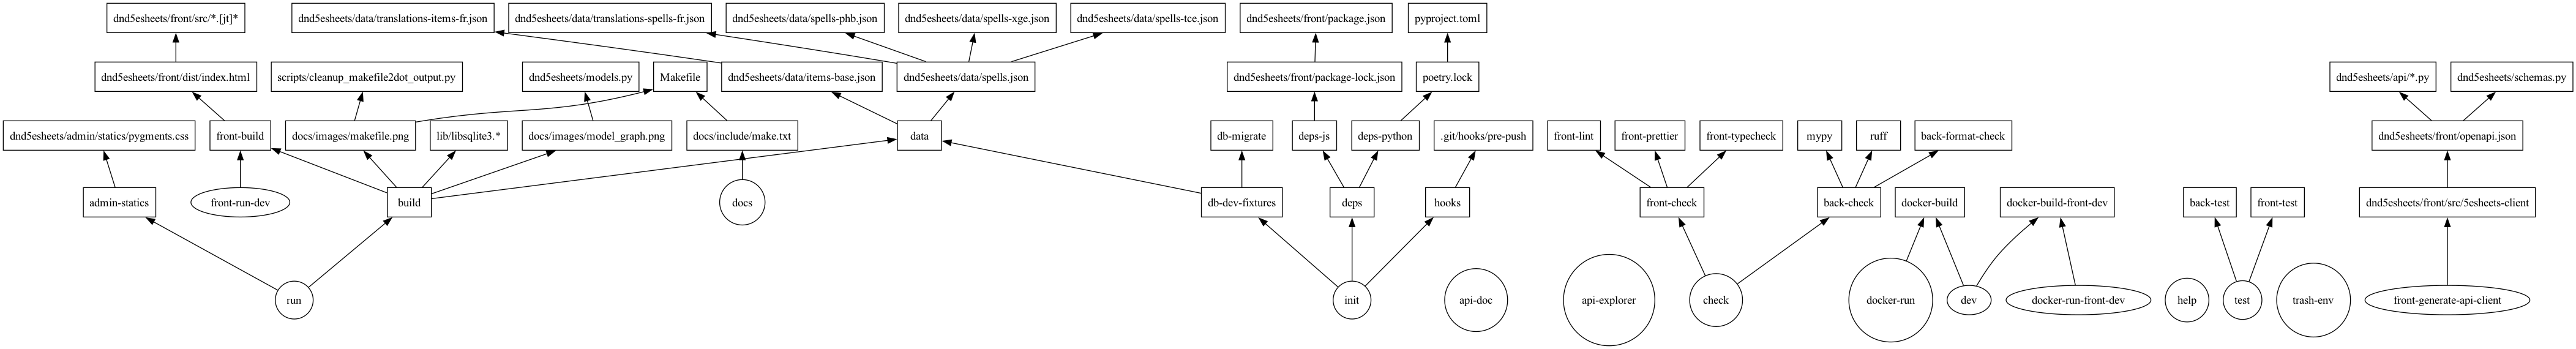 dnd5esheets/front/src/*.[jt]*
dnd5esheets/data/translations-items-fr.json
dnd5esheets/data/translations-spells-fr.json
dnd5esheets/data/spells-phb.json
dnd5esheets/data/spells-xge.json
dnd5esheets/data/spells-tce.json
dnd5esheets/front/package.json
pyproject.toml
dnd5esheets/front/dist/index.html
scripts/cleanup_makefile2dot_output.py
dnd5esheets/models.py
Makefile
dnd5esheets/data/items-base.json
dnd5esheets/data/spells.json
dnd5esheets/front/package-lock.json
poetry.lock
dnd5esheets/api/*.py
dnd5esheets/schemas.py
dnd5esheets/admin/statics/pygments.css
front-build
docs/images/makefile.png
lib/libsqlite3.*
docs/images/model_graph.png
docs/include/make.txt
data
db-migrate
deps-js
deps-python
.git/hooks/pre-push
front-lint
front-prettier
front-typecheck
mypy
ruff
back-format-check
dnd5esheets/front/openapi.json
admin-statics
front-run-dev
build
docs
db-dev-fixtures
deps
hooks
front-check
back-check
docker-build
docker-build-front-dev
back-test
front-test
dnd5esheets/front/src/5esheets-client
run
init
api-doc
api-explorer
check
docker-run
dev
docker-run-front-dev
help
test
trash-env
front-generate-api-client